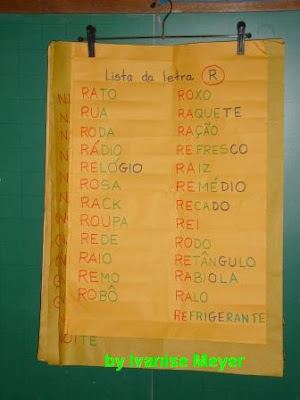 Lista da letra R
RATO
RUA
RODA
RÁDIO
RELÓGIO
ROSA
RACK
ROUPA
REDE
RAIO
REMO
ROBÔ
ROXO
RAQUETE
RAÇÃO
REFRESCO
RAIZ
REMÉDIO
RECADO
REI
RODO
RETÂNGULO
RABIOLA
RALO
REFRIGERANTE
NOITE
by Ivanise Meyer